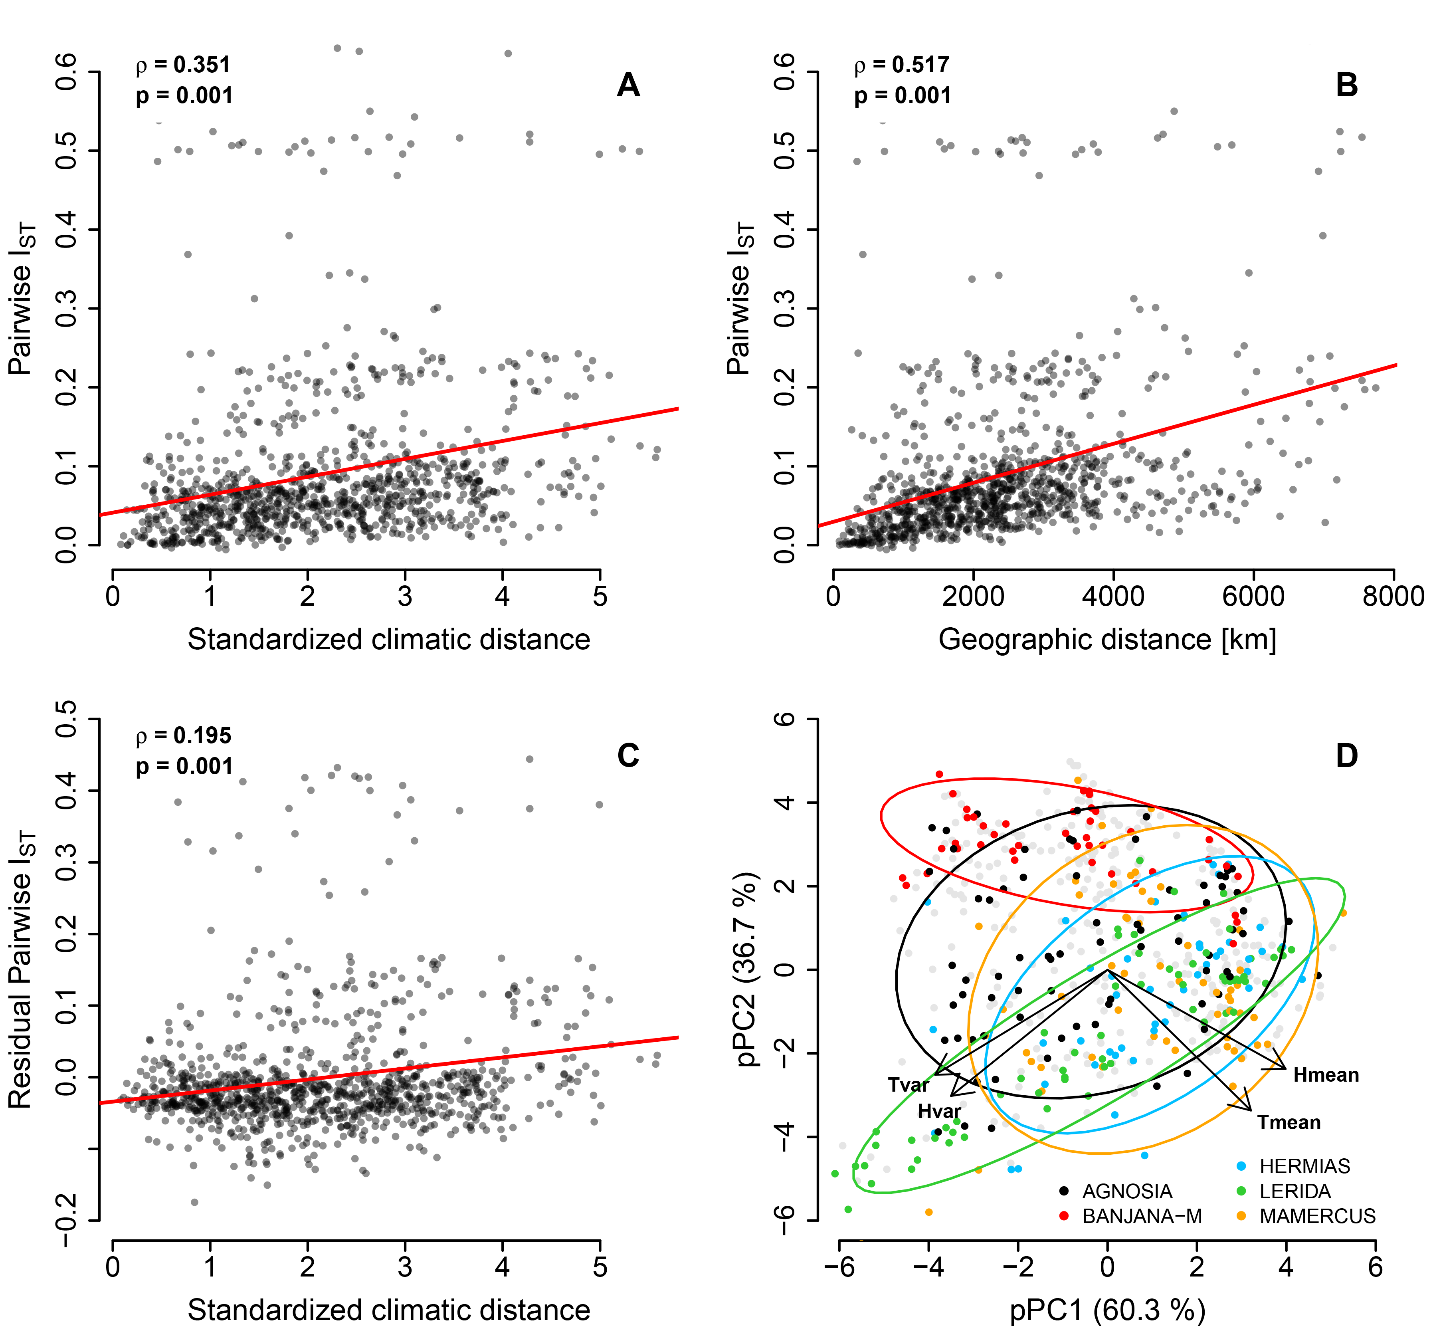 ρ = 0.351
p = 0.001
A
Pairwise I_ST
0.0 0.1 0.2 0.3 0.4 0.5 0.6
0 1 2 3 4 5
Standardized climatic distance
ρ = 0.517
p = 0.001
B
Pairwise I_ST
0.0 0.1 0.2 0.3 0.4 0.5 0.6
0 2000 4000 6000 8000
Geographic distance [km]
ρ = 0.195
p = 0.001
C
Residual Pairwise I_ST
−0.2 0.0 0.1 0.2 0.3 0.4 0.5
0 1 2 3 4 5
Standardized climatic distance
D
pPC2 (36.7 %)
−6 −4 −2 0 2 4 6
Tvar
Hvar
Hmean
Tmean
AGNOSIA
BANJANA−M
HERMIAS
LERIDA
MAMERCUS
−6 −4 −2 0 2 4 6
pPC1 (60.3 %)